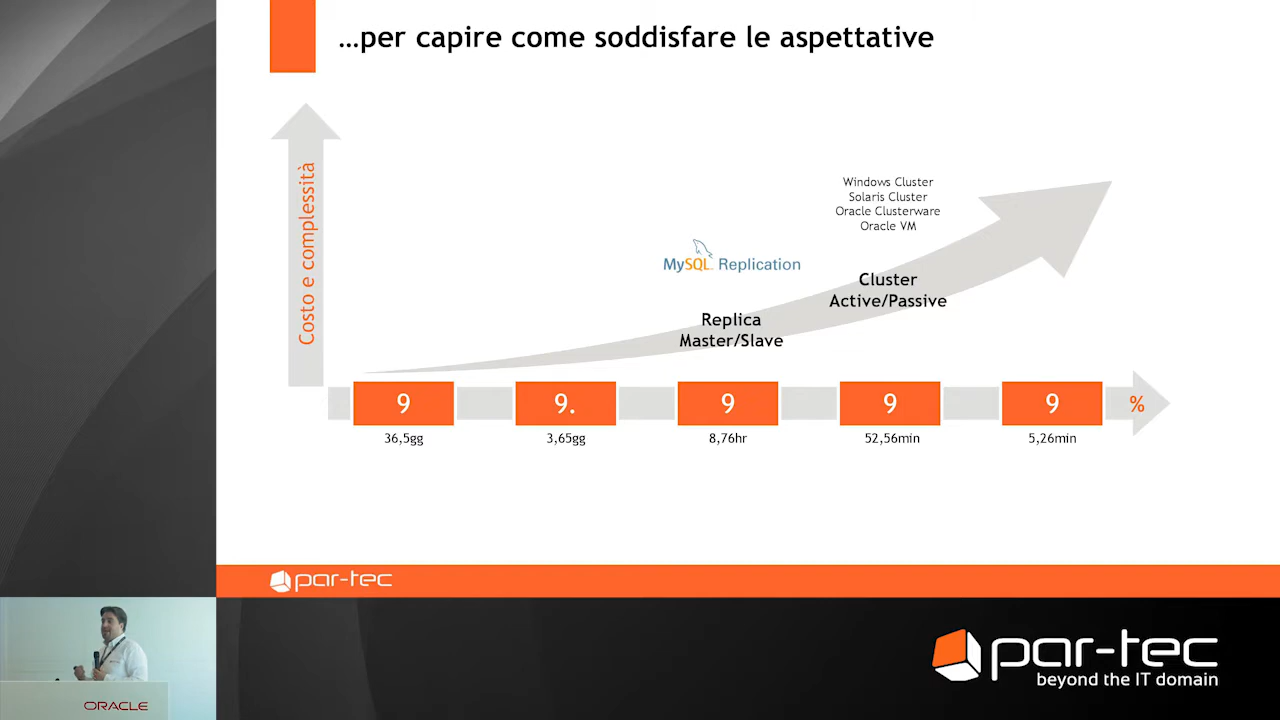 …per capire come soddisfare le aspettative
Costo e complessità
Windows Cluster
Solaris Cluster
Oracle Clusterware
Oracle VM
MySQL Replication
Cluster
Active/Passive
Replica
Master/Slave
9 9. 9 9 9 %
36,5gg 3,65gg 8,76hr 52,56min 5,26min
par-tec
par-tec
beyond the IT domain
ORACLE